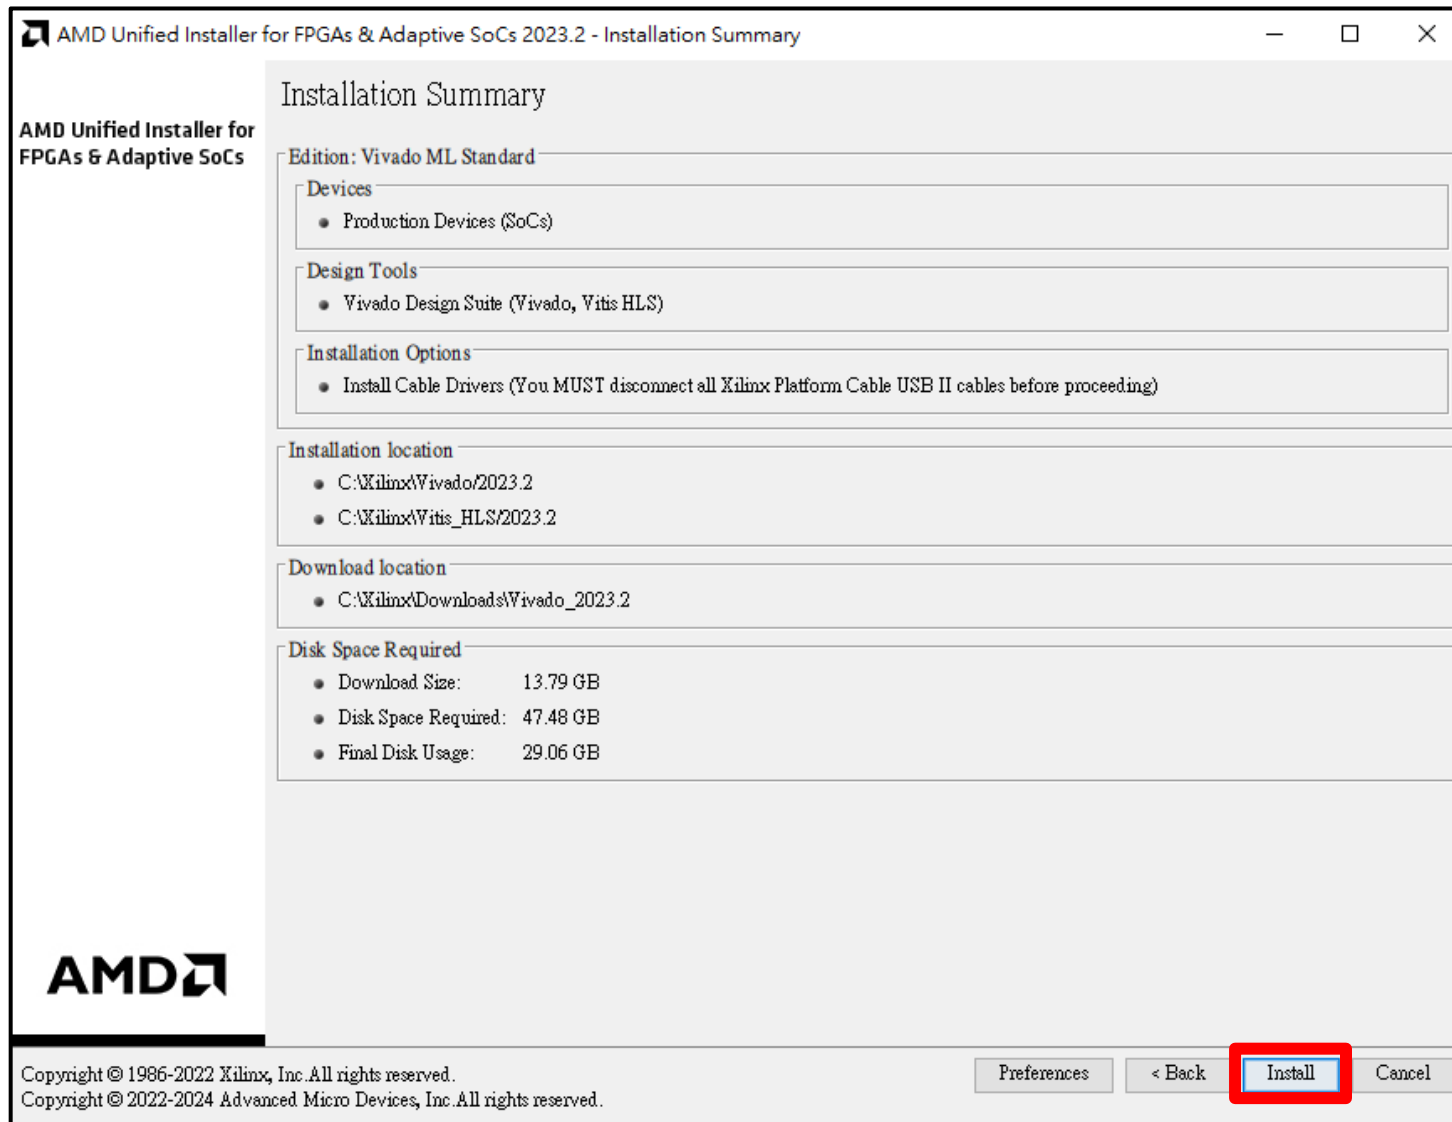 AMD Unified Installer for FPGAs & Adaptive SoCs 2023.2 - Installation Summary
AMD Unified Installer for
FPGAs & Adaptive SoCs
Installation Summary
Edition: Vivado ML Standard
Devices
Production Devices (SoCs)
Design Tools
Vivado Design Suite (Vivado, Vitis HLS)
Installation Options
Install Cable Drivers (You MUST disconnect all Xilinx Platform Cable USB II cables before proceeding)
Installation location
C:\Xilinx\Vivado/2023.2
C:\Xilinx\Vitis_HLS/2023.2
Download location
C:\Xilinx\Downloads\Vivado_2023.2
Disk Space Required
Download Size: 13.79 GB
Disk Space Required: 47.48 GB
Final Disk Usage: 29.06 GB
AMD
Copyright © 1986-2022 Xilinx, Inc.All rights reserved.
Copyright © 2022-2024 Advanced Micro Devices, Inc.All rights reserved.
Preferences < Back Install Cancel